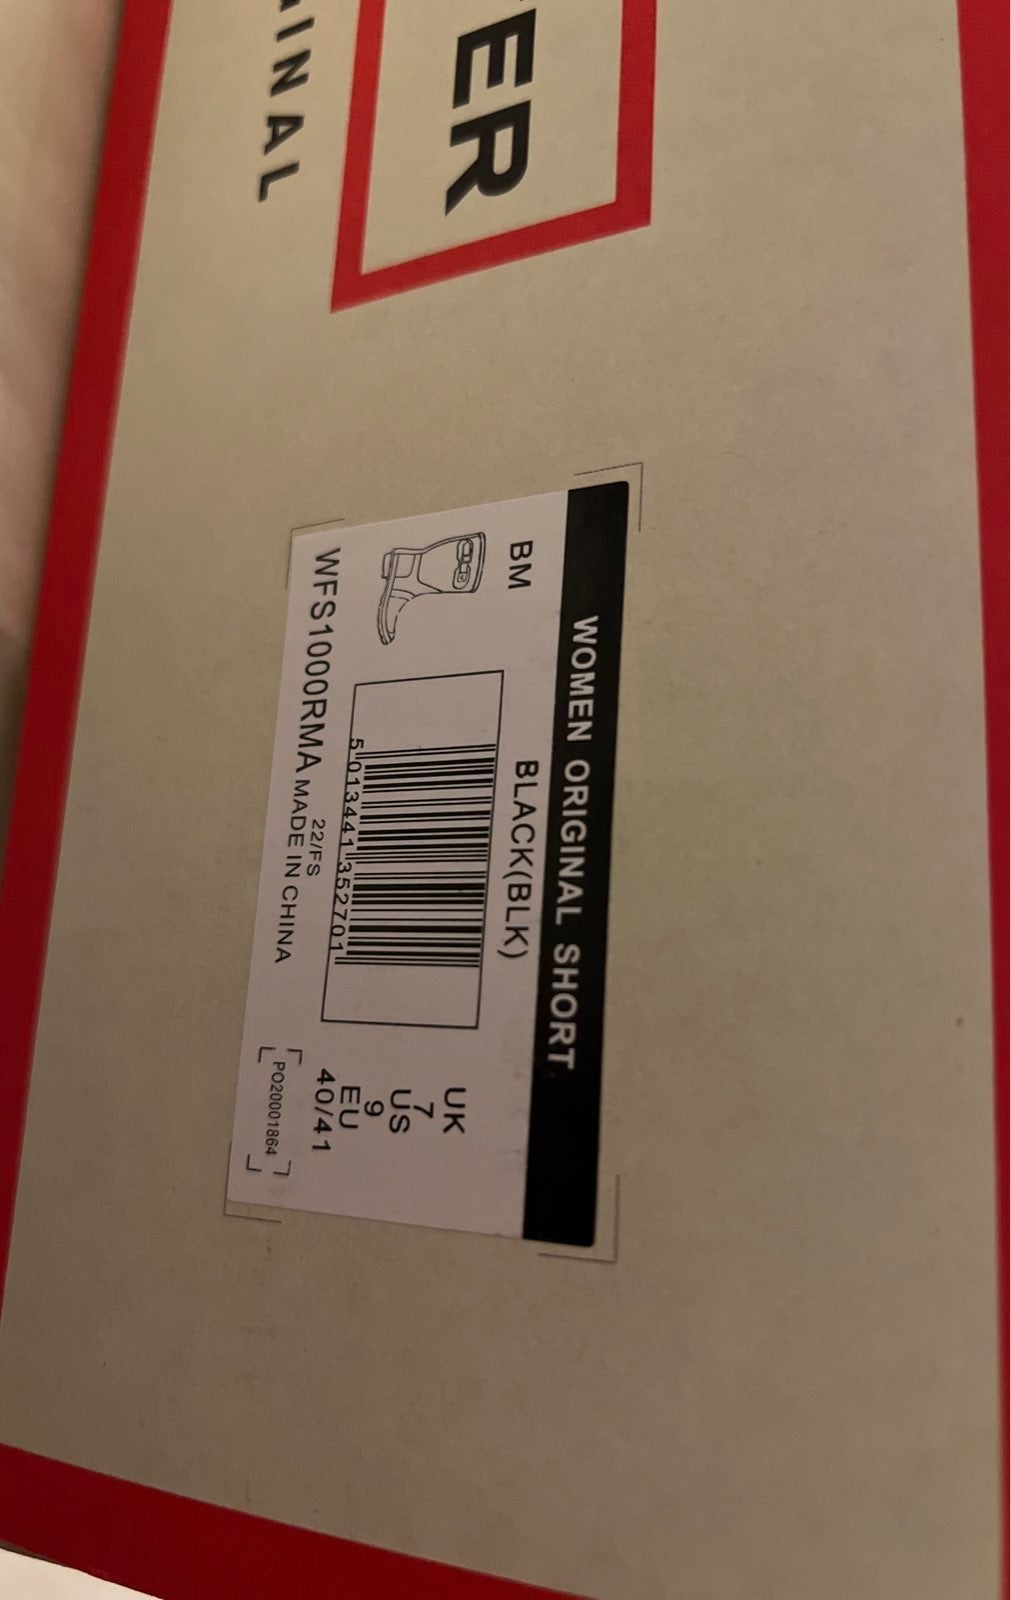 TER
INAL
WOMEN ORIGINAL SHORT
BM
BLACK(BLK)
5 013441 352701
UK
7
US
9
EU
40/41
WFS1000RMA
22/FS
MADE IN CHINA
PO20001864